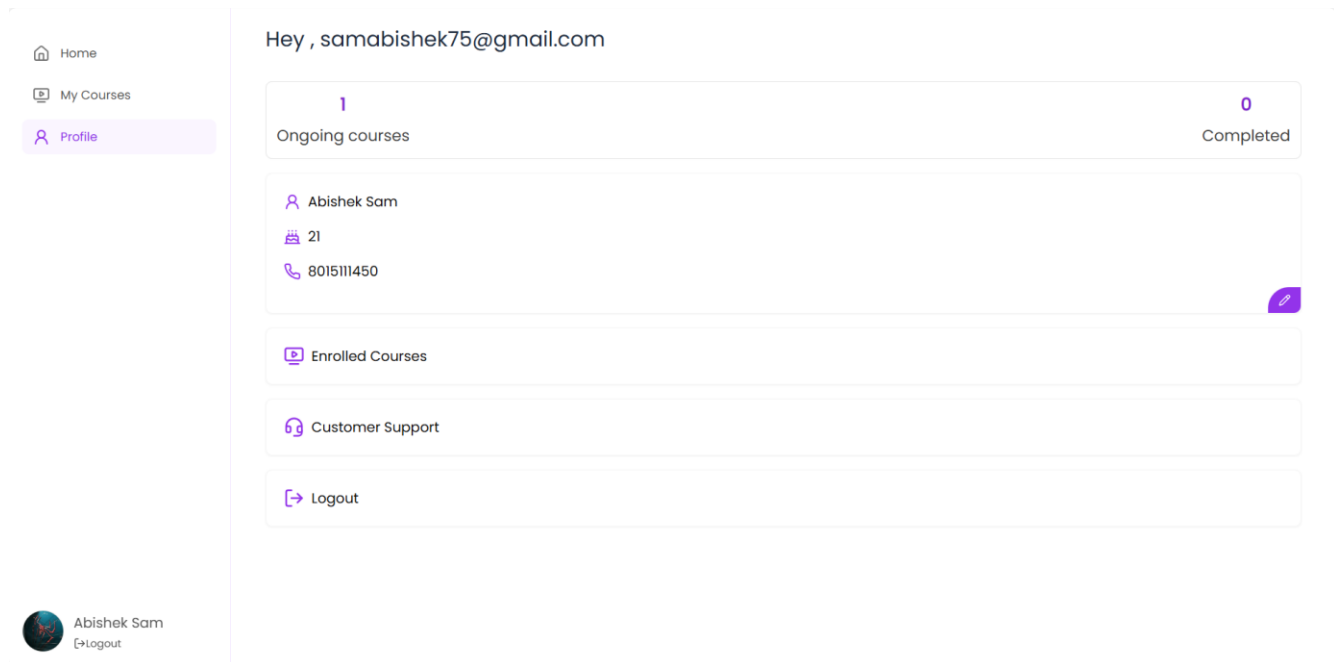 Home
My Courses
Profile
Hey , samabishek75@gmail.com
1
Ongoing courses
0
Completed
Abishek Sam
21
8015111450
Enrolled Courses
Customer Support
Logout
Abishek Sam
Logout